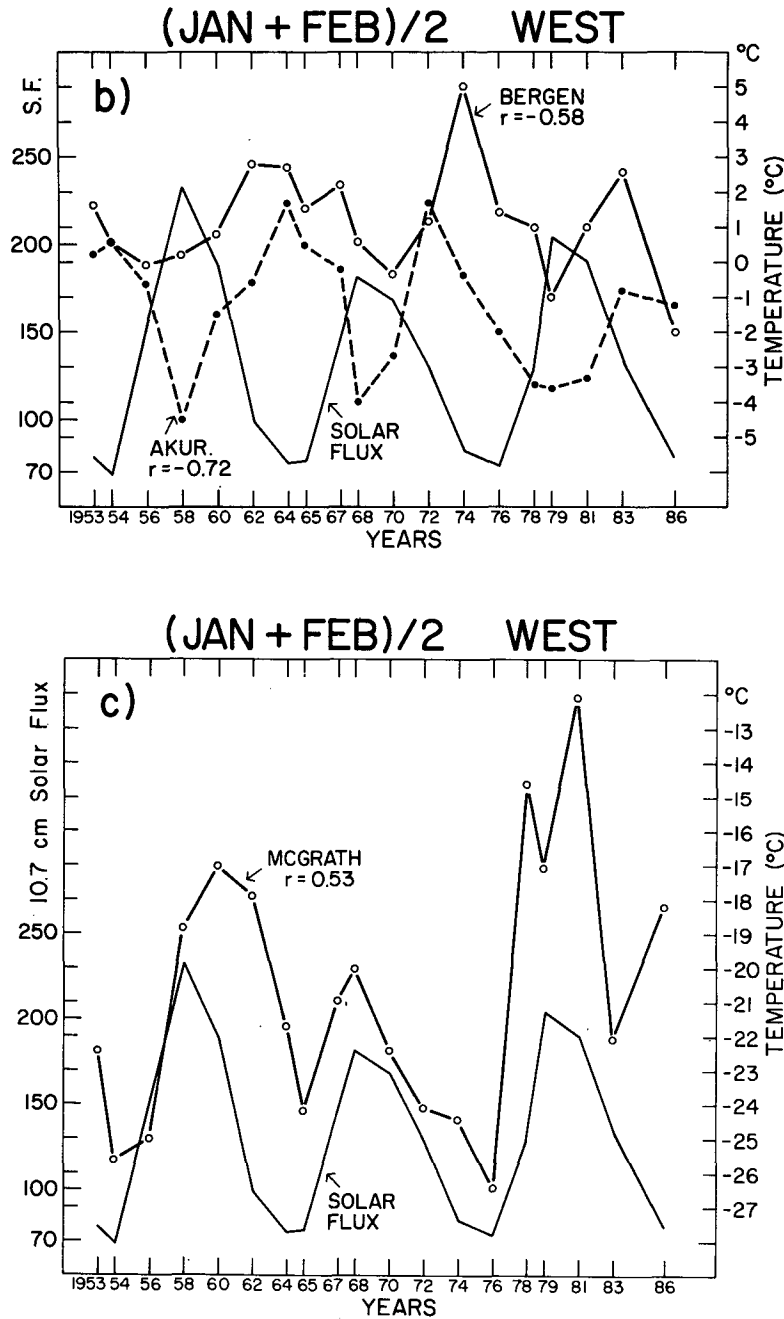 (JAN + FEB)/2 WEST
b)
S.F.
250
200
150
100
70
°C
5
4
3
2
1
0
-1
-2
-3
-4
-5
TEMPERATURE (°C)
BERGEN
r = -0.58
AKUR.
r = -0.72
SOLAR
FLUX
1953 54 56 58 60 62 64 65 67 68 70 72 74 76 78 79 81 83 86
YEARS
(JAN + FEB)/2 WEST
c)
10.7 cm Solar Flux
250
200
150
100
70
°C
-13
-14
-15
-16
-17
-18
-19
-20
-21
-22
-23
-24
-25
-26
-27
TEMPERATURE (°C)
MCGRATH
r = 0.53
SOLAR
FLUX
1953 54 56 58 60 62 64 65 67 68 70 72 74 76 78 79 81 83 86
YEARS